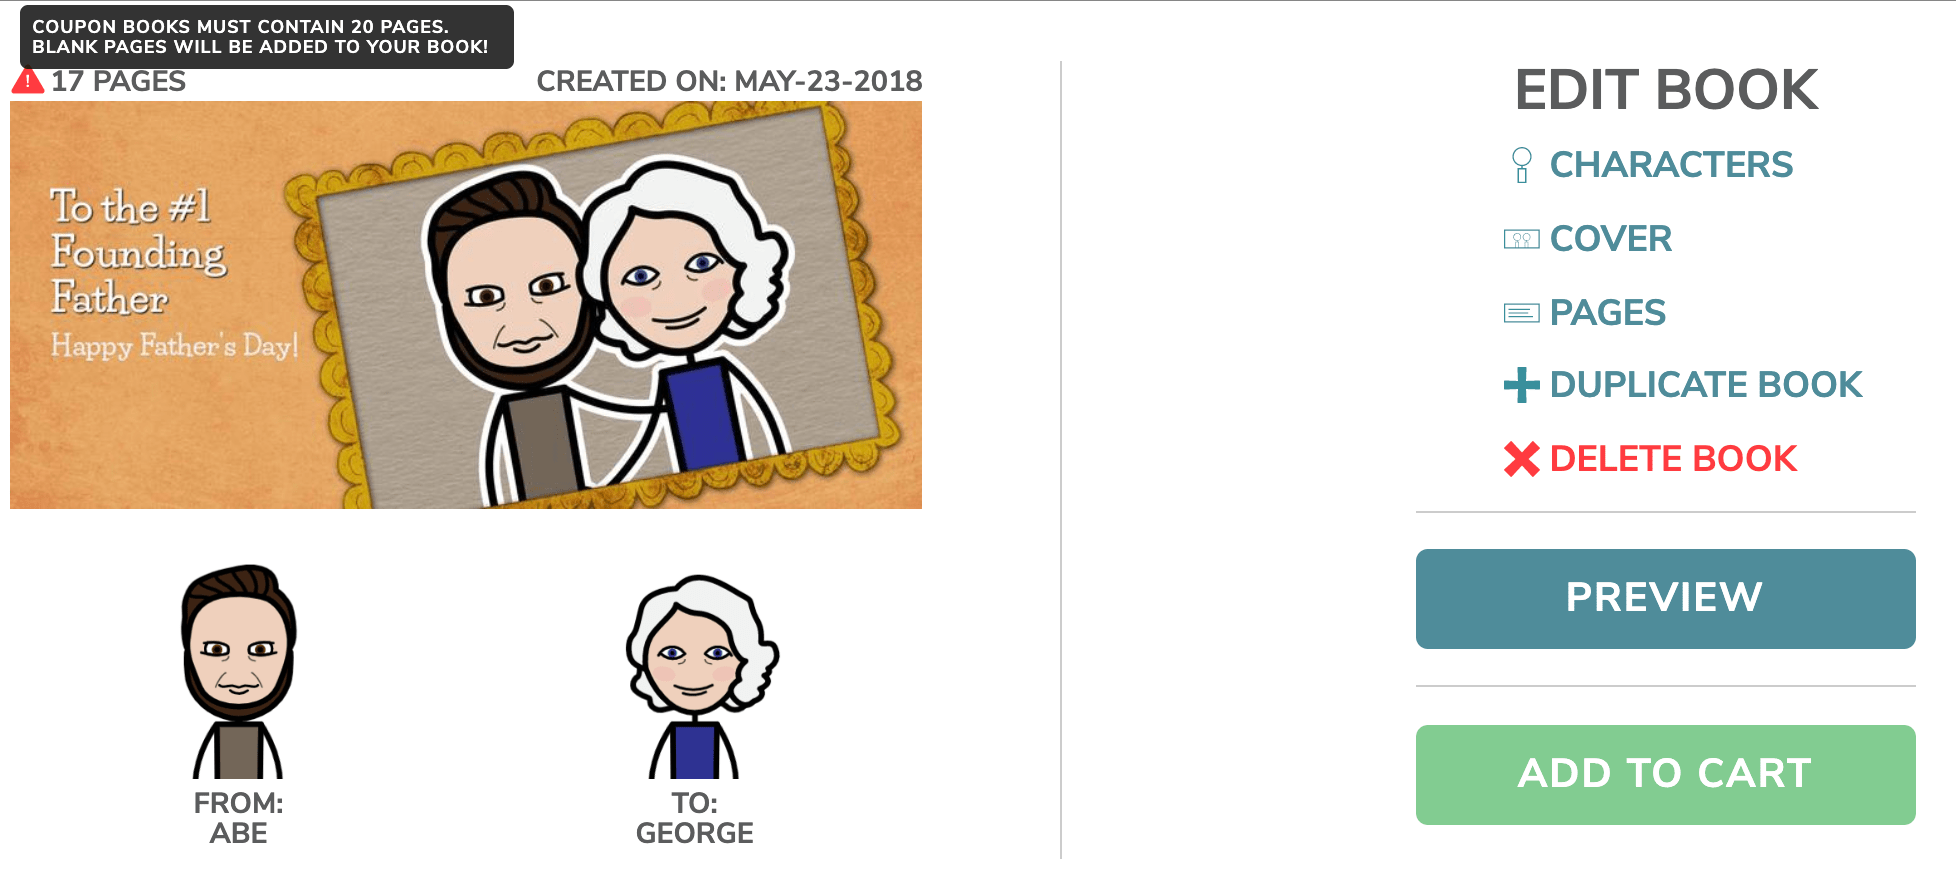 COUPON BOOKS MUST CONTAIN 20 PAGES.
BLANK PAGES WILL BE ADDED TO YOUR BOOK!
17 PAGES
CREATED ON: MAY-23-2018
To the #1
Founding
Father
Happy Father's Day!
FROM:
ABE
TO:
GEORGE
EDIT BOOK
CHARACTERS
COVER
PAGES
DUPLICATE BOOK
DELETE BOOK
PREVIEW
ADD TO CART